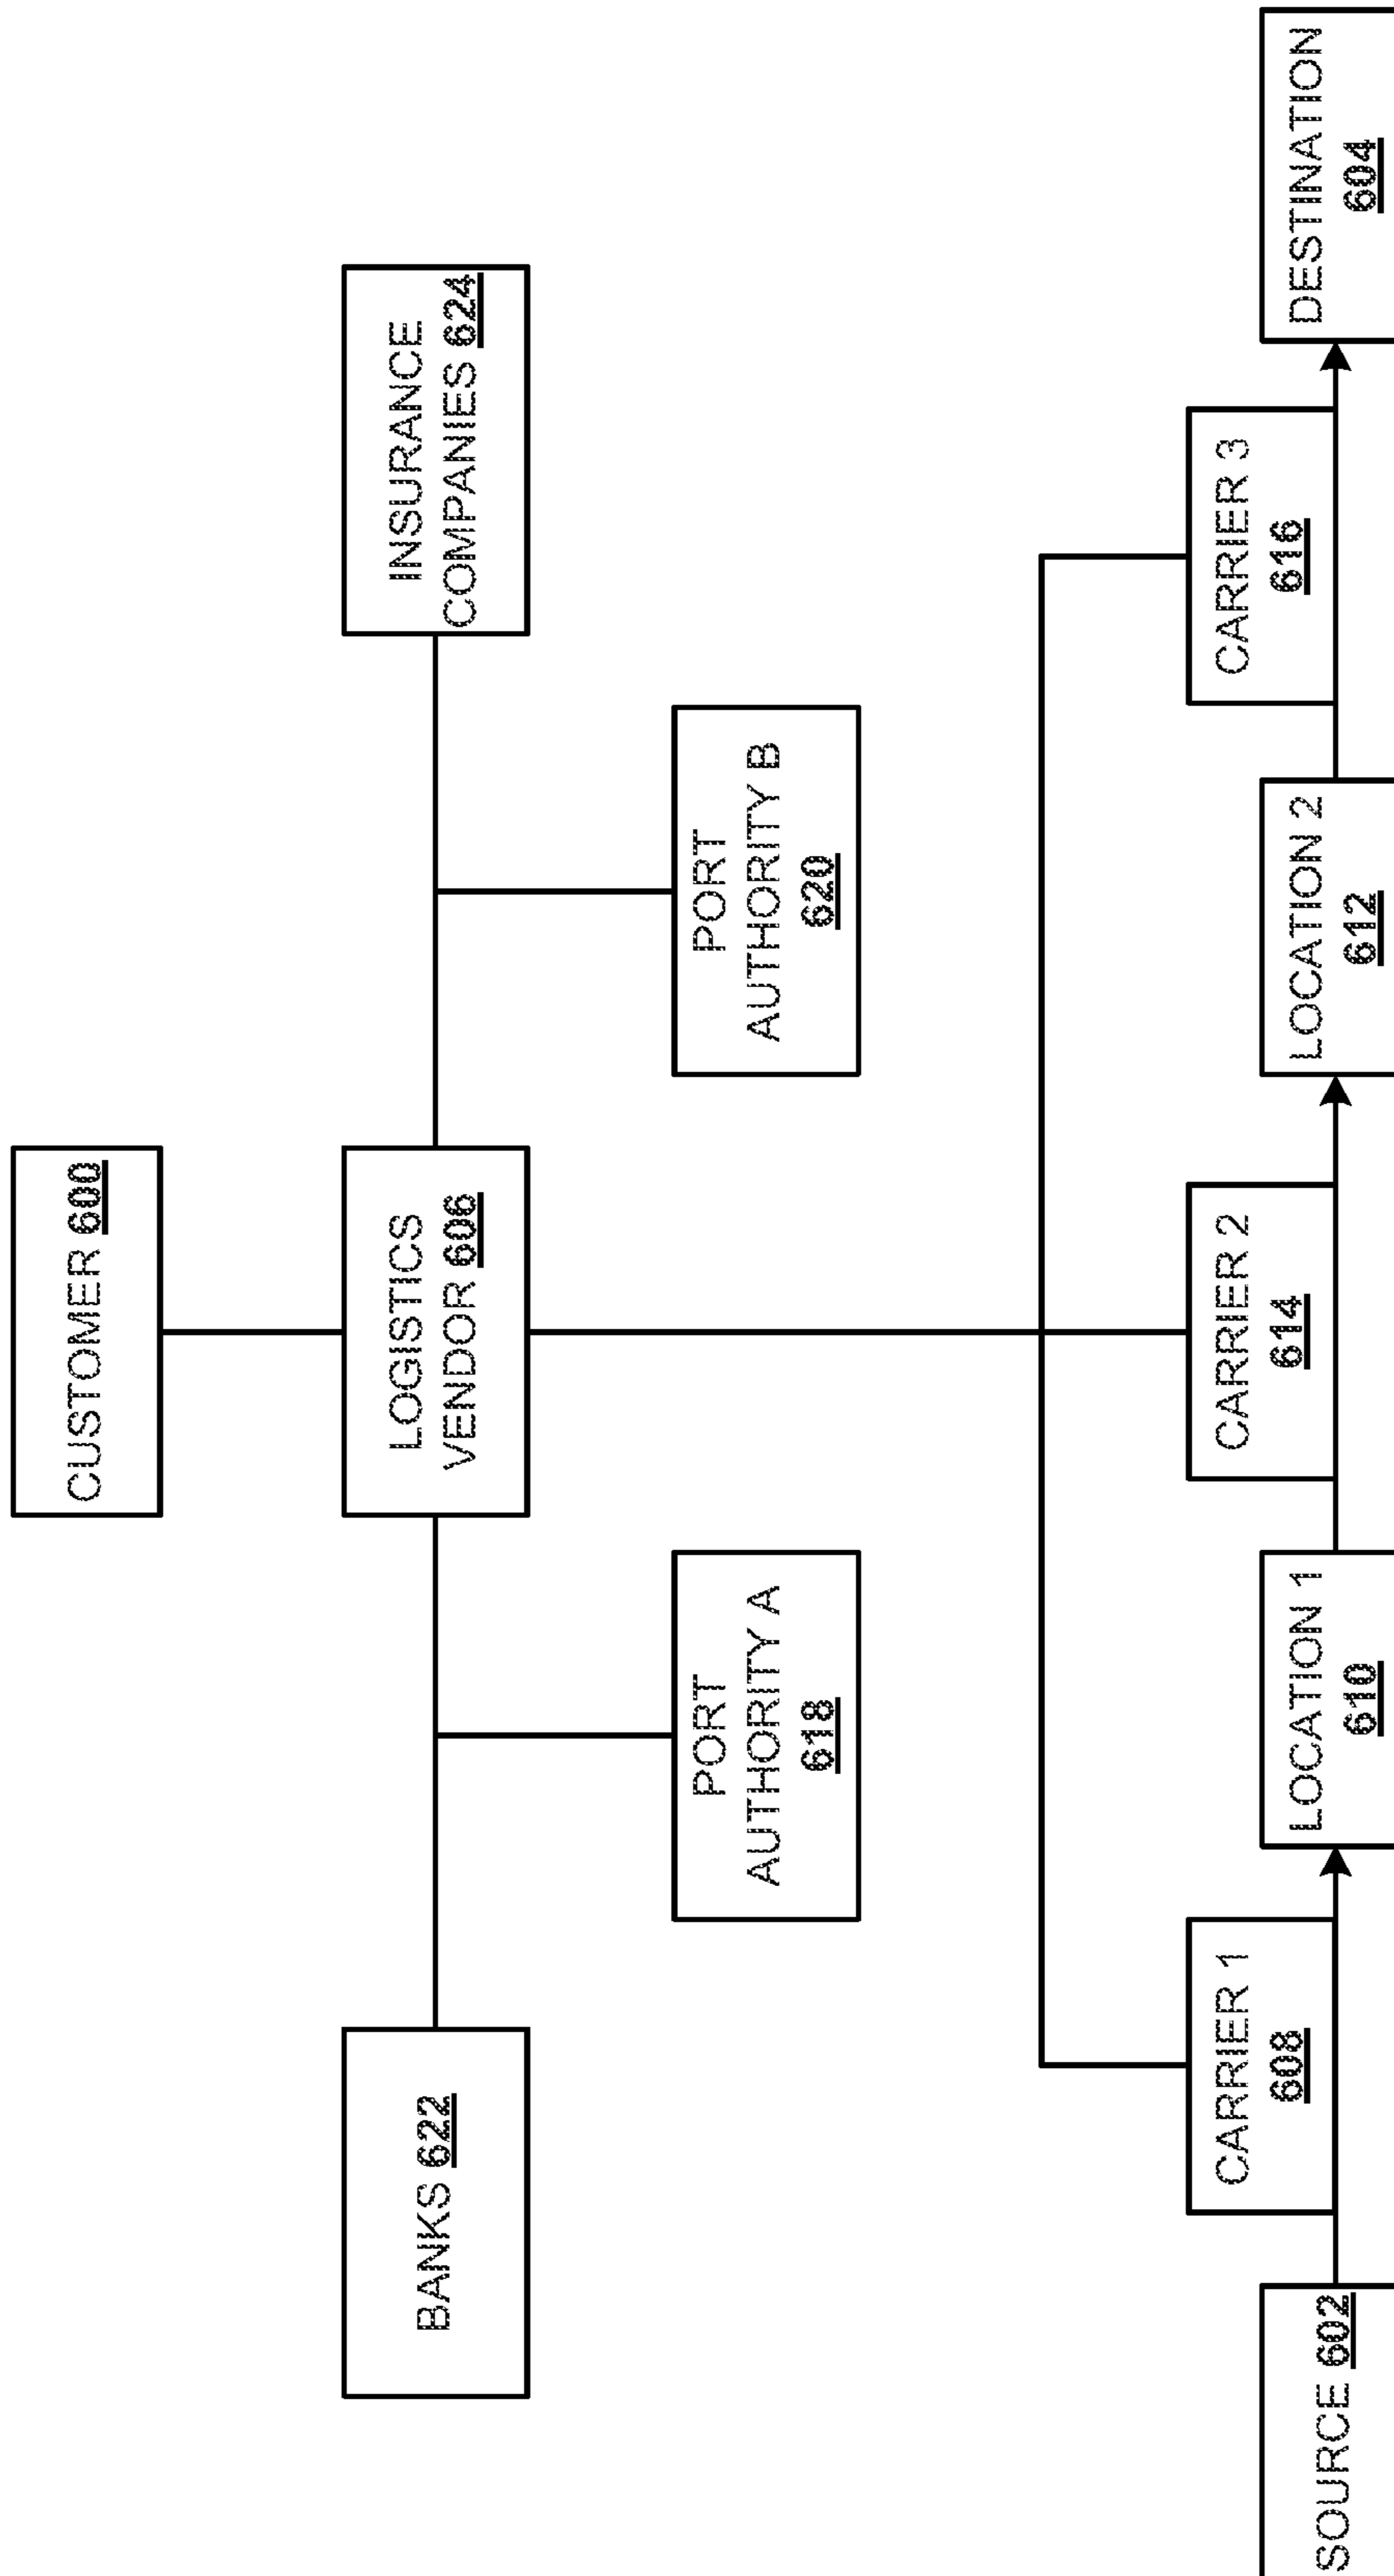 CUSTOMER 600
BANKS 622
LOGISTICS
VENDOR 606
INSURANCE
COMPANIES 624
PORT
AUTHORITY A
618
PORT
AUTHORITY B
620
CARRIER 1
608
CARRIER 2
614
CARRIER 3
616
SOURCE 602
LOCATION 1
610
LOCATION 2
612
DESTINATION
604